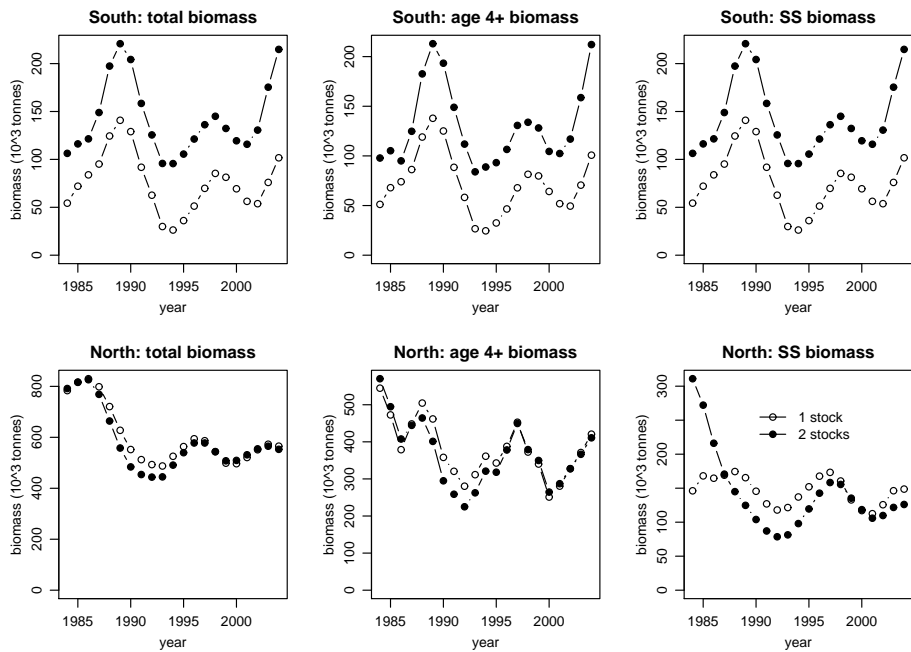 South: total biomass
biomass (10^3 tonnes)
0
50
100
150
200
1985
1990
1995
2000
year
South: age 4+ biomass
biomass (10^3 tonnes)
0
50
100
150
200
1985
1990
1995
2000
year
South: SS biomass
biomass (10^3 tonnes)
0
50
100
150
200
1985
1990
1995
2000
year
North: total biomass
biomass (10^3 tonnes)
0
200
400
600
800
1985
1990
1995
2000
year
North: age 4+ biomass
biomass (10^3 tonnes)
0
100
200
300
400
500
1985
1990
1995
2000
year
North: SS biomass
biomass (10^3 tonnes)
0
50
100
200
300
1 stock
2 stocks
1985
1990
1995
2000
year